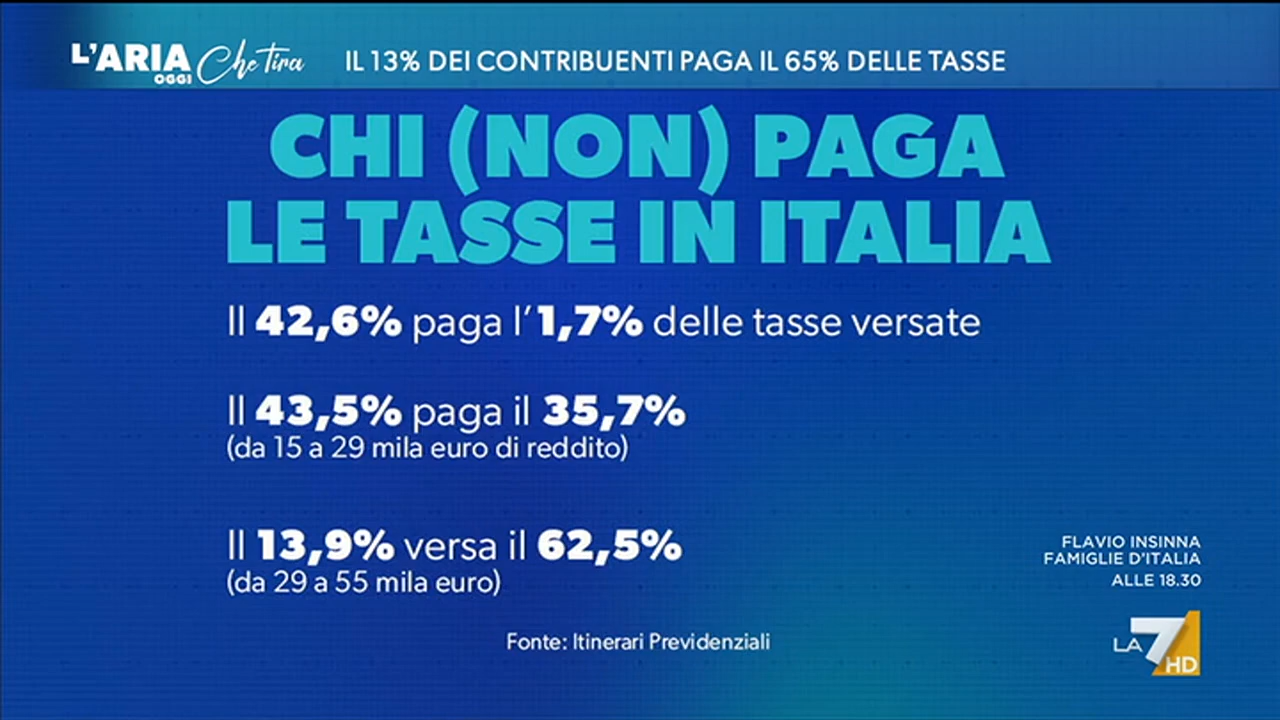 L'ARIA Che tira
OGGI
IL 13% DEI CONTRIBUENTI PAGA IL 65% DELLE TASSE
CHI (NON) PAGA
LE TASSE IN ITALIA
Il 42,6% paga l'1,7% delle tasse versate
Il 43,5% paga il 35,7%
(da 15 a 29 mila euro di reddito)
Il 13,9% versa il 62,5%
(da 29 a 55 mila euro)
Fonte: Itinerari Previdenziali
FLAVIO INSINNA
FAMIGLIE D'ITALIA
ALLE 18.30
LA 7 HD